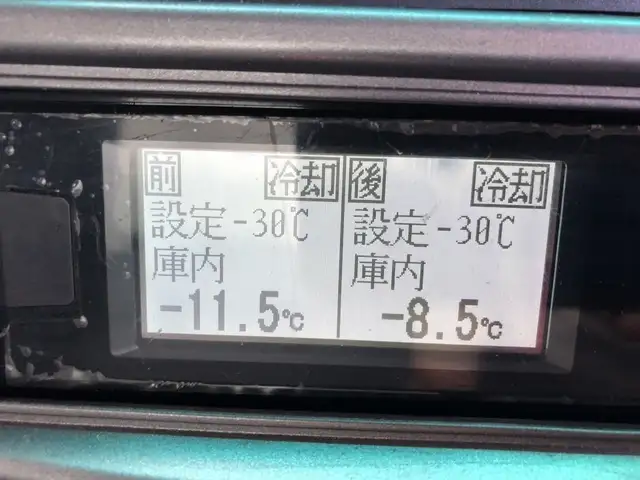 前 冷却
設定 -30℃
庫内
-11.5℃
後 冷却
設定 -30℃
庫内
-8.5℃